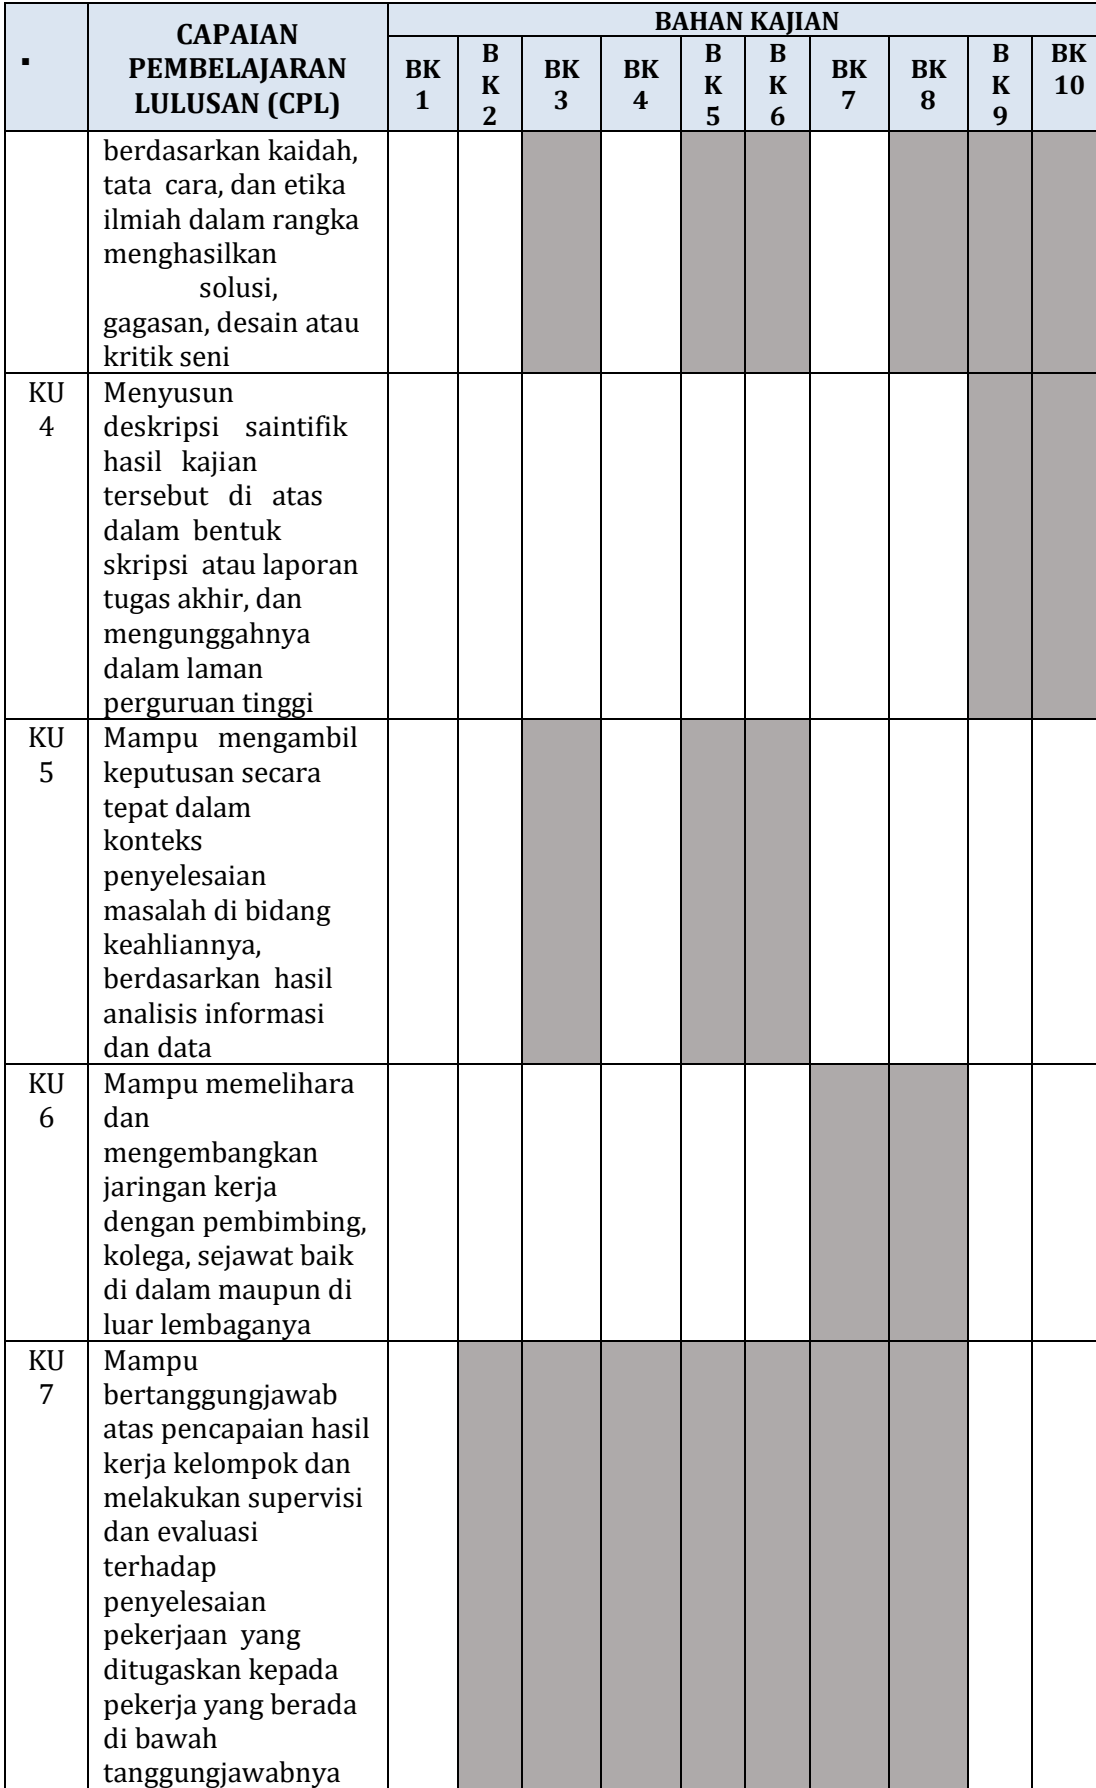 ▪
CAPAIAN
PEMBELAJARAN
LULUSAN (CPL)
BAHAN KAJIAN
BK
1
B
K
2
BK
3
BK
4
B
K
5
B
K
6
BK
7
BK
8
B
K
9
BK
10
berdasarkan kaidah,
tata cara, dan etika
ilmiah dalam rangka
menghasilkan
solusi,
gagasan, desain atau
kritik seni
KU
4
Menyusun
deskripsi saintifik
hasil kajian
tersebut di atas
dalam bentuk
skripsi atau laporan
tugas akhir, dan
mengunggahnya
dalam laman
perguruan tinggi
KU
5
Mampu mengambil
keputusan secara
tepat dalam
konteks
penyelesaian
masalah di bidang
keahliannya,
berdasarkan hasil
analisis informasi
dan data
KU
6
Mampu memelihara
dan
mengembangkan
jaringan kerja
dengan pembimbing,
kolega, sejawat baik
di dalam maupun di
luar lembaganya
KU
7
Mampu
bertanggungjawab
atas pencapaian hasil
kerja kelompok dan
melakukan supervisi
dan evaluasi
terhadap
penyelesaian
pekerjaan yang
ditugaskan kepada
pekerja yang berada
di bawah
tanggungjawabnya